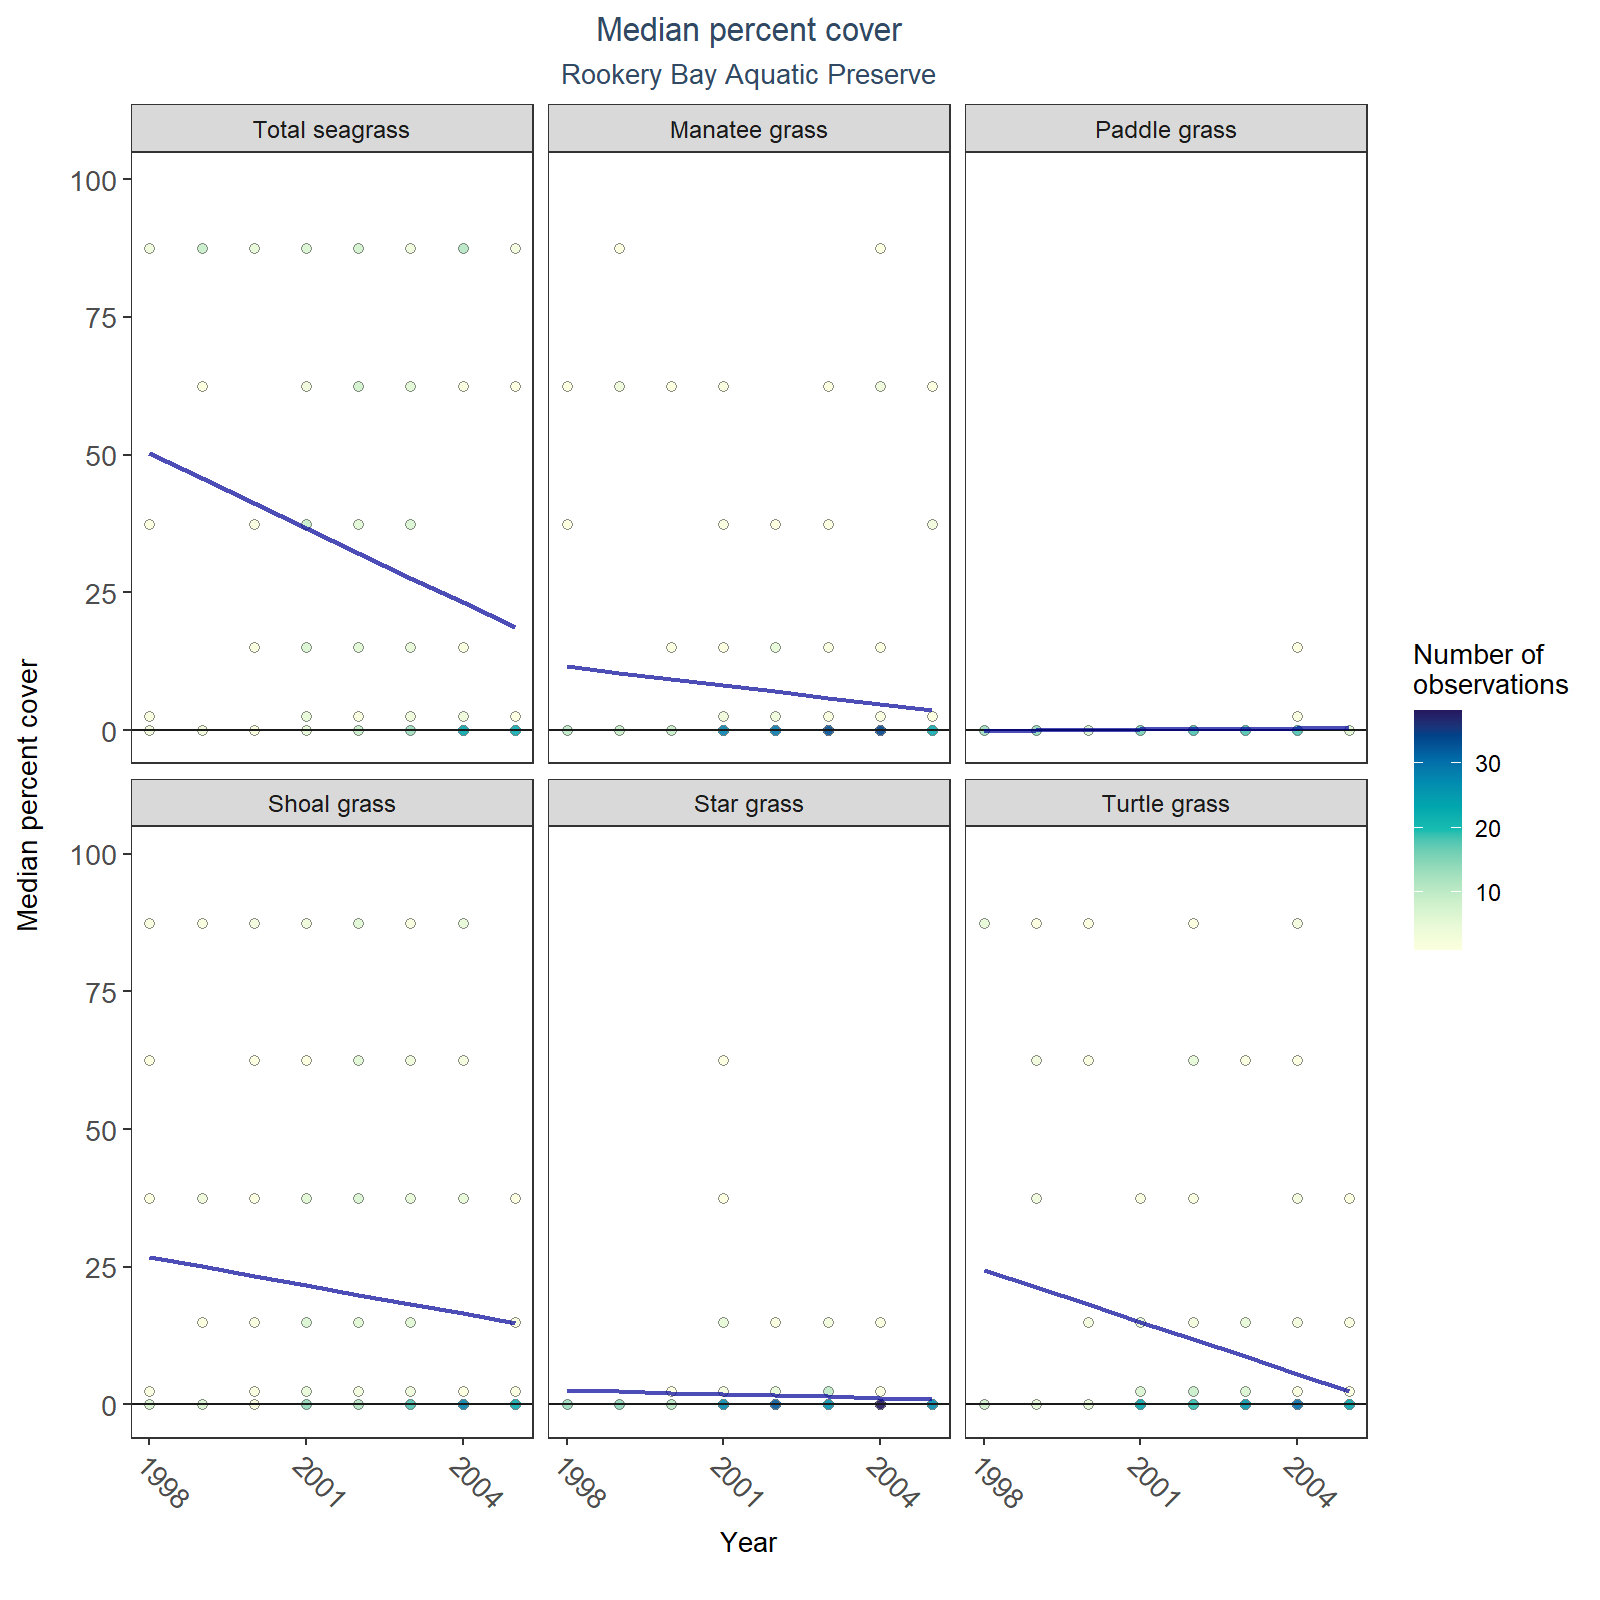 Median percent cover
Rookery Bay Aquatic Preserve
Total seagrass
Manatee grass
Paddle grass
100
75
50
25
0
Shoal grass
Star grass
Turtle grass
100
75
50
25
0
1998
2001
2004
1998
2001
2004
1998
2001
2004
Year
Median percent cover
Number of
observations
30
20
10